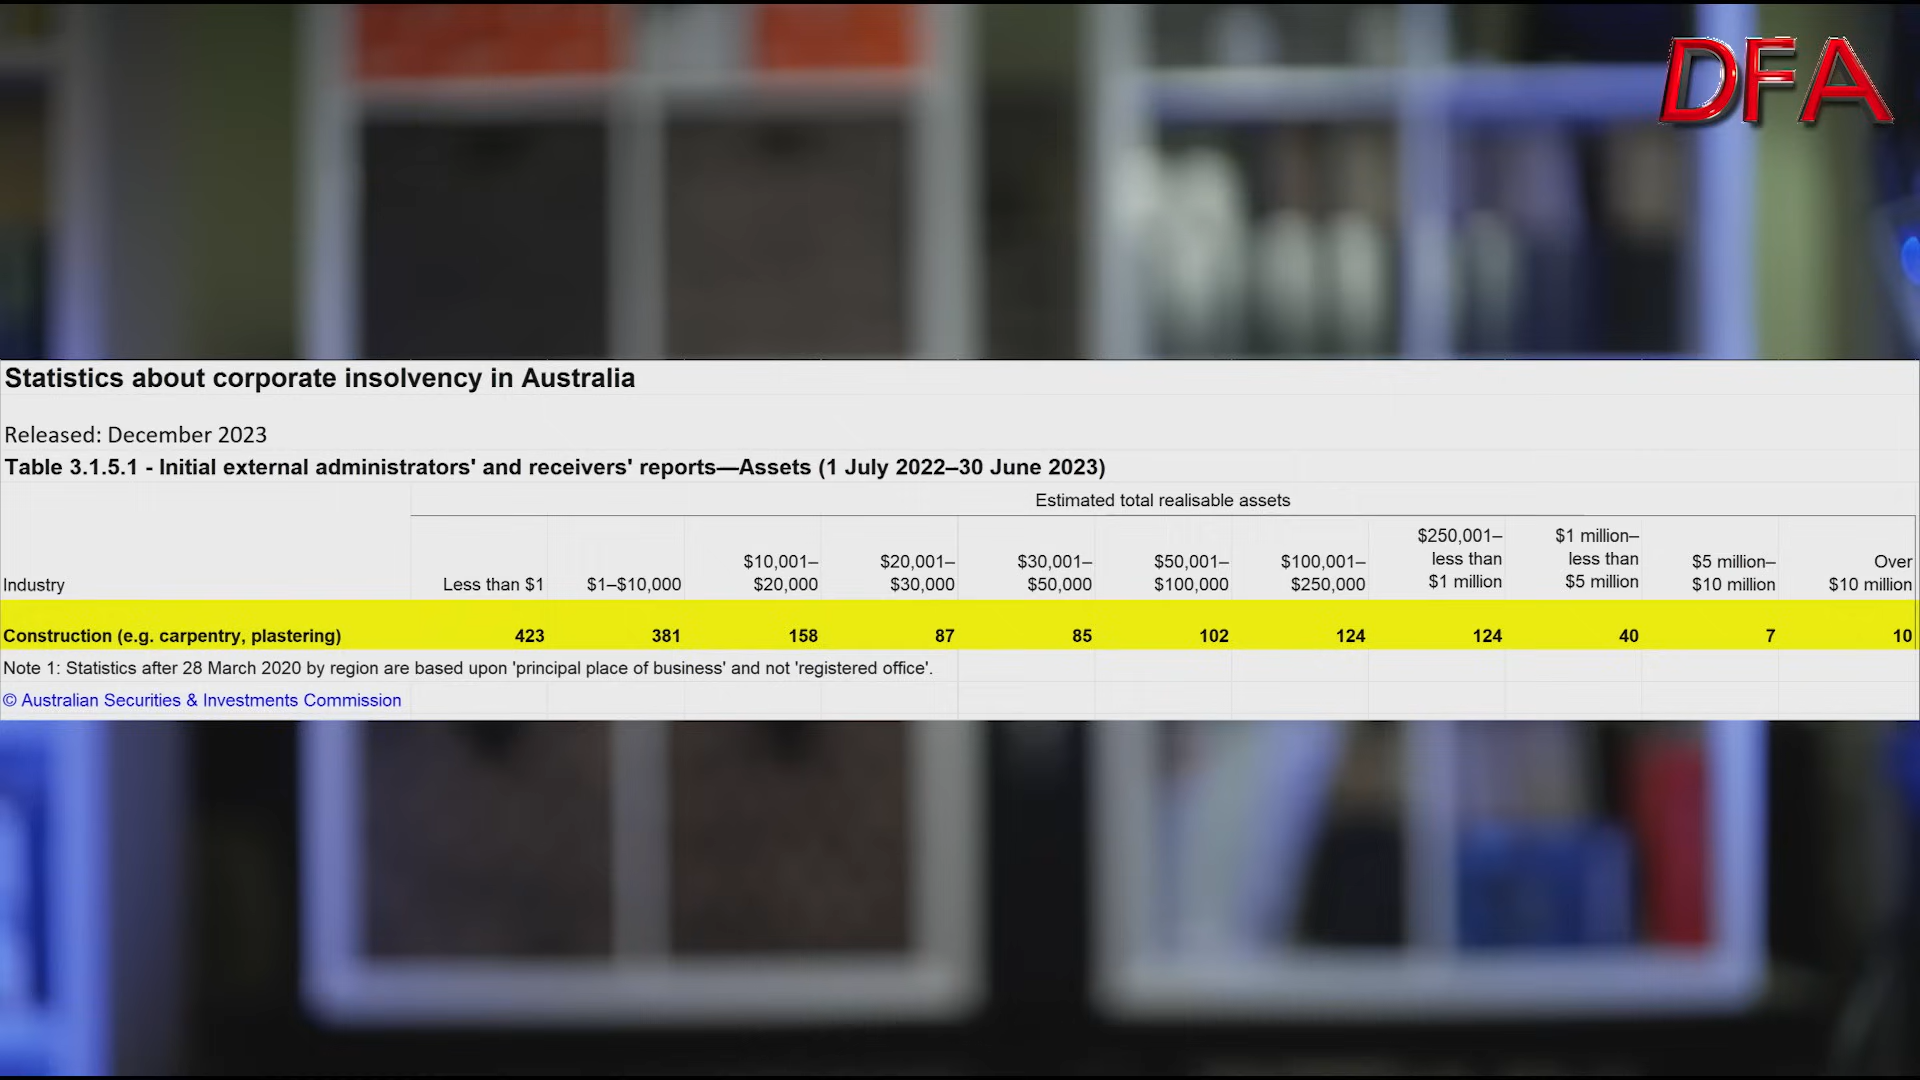 DFA
Statistics about corporate insolvency in Australia
Released: December 2023
Table 3.1.5.1 - Initial external administrators' and receivers' reports—Assets (1 July 2022–30 June 2023)
Estimated total realisable assets
Industry Less than $1 $1–$10,000 $10,001–$20,000 $20,001–$30,000 $30,001–$50,000 $50,001–$100,000 $100,001–$250,000 $250,001–less than $1 million $1 million–less than $5 million $5 million–$10 million Over $10 million
Construction (e.g. carpentry, plastering) 423 381 158 87 85 102 124 124 40 7 10
Note 1: Statistics after 28 March 2020 by region are based upon 'principal place of business' and not 'registered office'.
© Australian Securities & Investments Commission